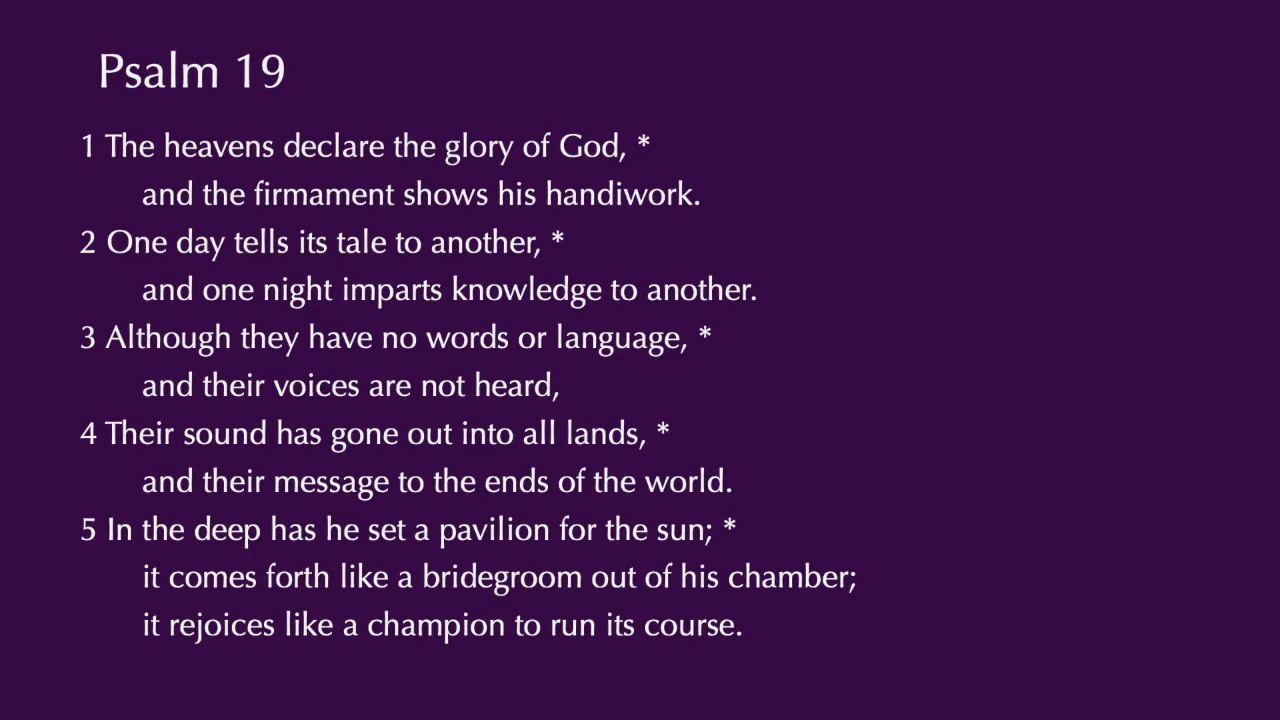 Psalm 19
1 The heavens declare the glory of God, *
and the firmament shows his handiwork.
2 One day tells its tale to another, *
and one night imparts knowledge to another.
3 Although they have no words or language, *
and their voices are not heard,
4 Their sound has gone out into all lands, *
and their message to the ends of the world.
5 In the deep has he set a pavilion for the sun; *
it comes forth like a bridegroom out of his chamber;
it rejoices like a champion to run its course.